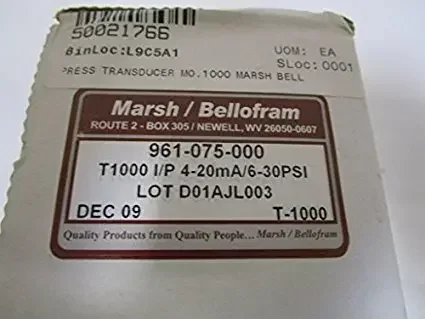 50021766
BinLoc:L9C5A1 UOM: EA
SLoc:0001
PRESS TRANSDUCER MO.1000 MARSH BELL
Marsh / Bellofram
ROUTE 2 - BOX 305 / NEWELL, WV 26050-0607
961-075-000
T1000 I/P 4-20mA/6-30PSI
LOT D01AJL003
DEC 09 T-1000
Quality Products from Quality People... Marsh / Bellofram